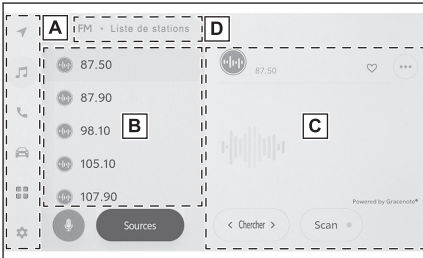 A
FM • Liste de stations
D
87.50
87.90
98.10
105.10
107.90
B
Sources
87.50
C
Powered by Gracenote®
< Chercher >
Scan